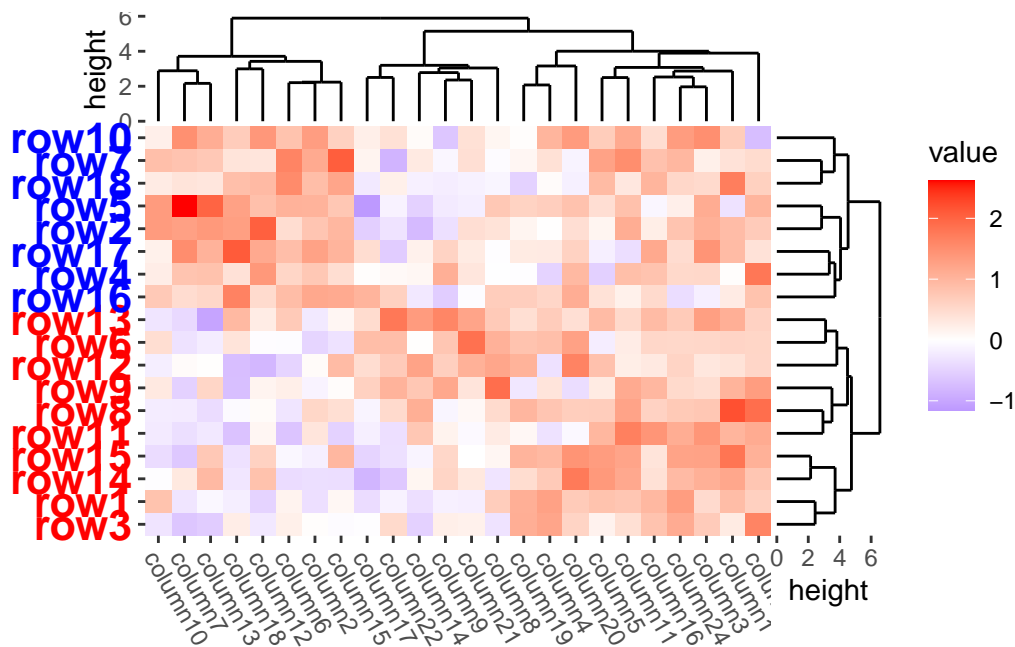 height
6
4
2
0
row10
row7
row18
row5
row2
row17
row4
row16
row13
row6
row12
row9
row8
row11
row15
row14
row1
row3
column10
column7
column13
column18
column12
column6
column2
column15
column17
column22
column14
column9
column21
column8
column19
column4
column20
column5
column11
column16
column24
column3
0 2 4 6
height
value
2
1
0
−1